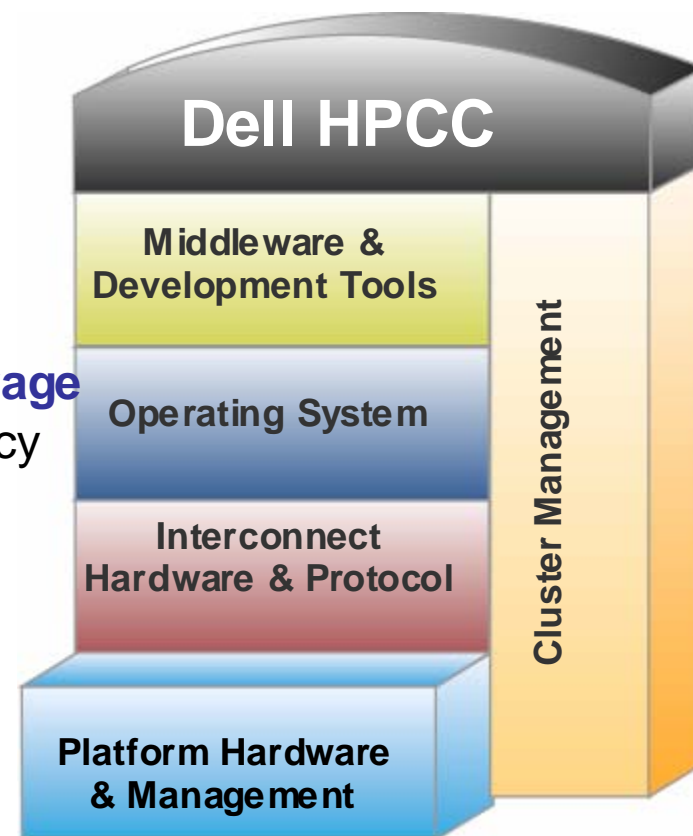 Dell HPCC
Middleware &
Development Tools
age
Operating System
cy
Interconnect
Hardware & Protocol
Cluster Management
Platform Hardware
& Management